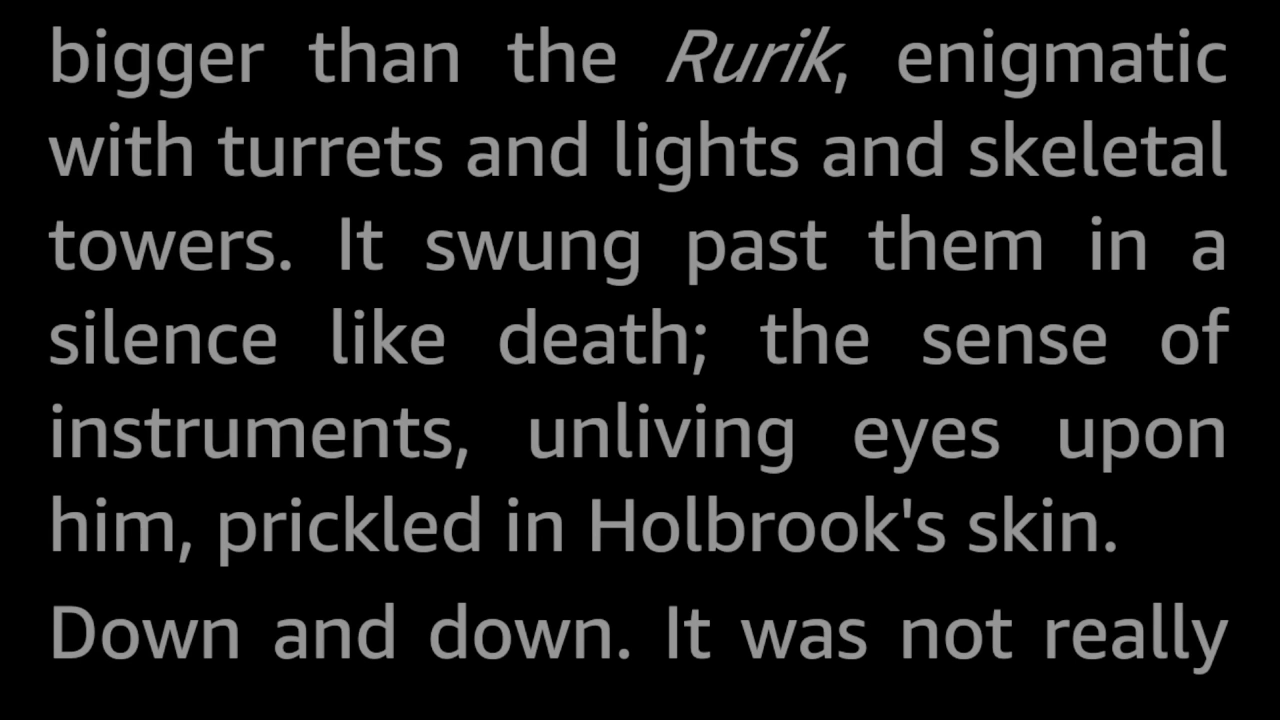 bigger than the Rurik, enigmatic
with turrets and lights and skeletal
towers. It swung past them in a
silence like death; the sense of
instruments, unliving eyes upon
him, prickled in Holbrook's skin.
Down and down. It was not really